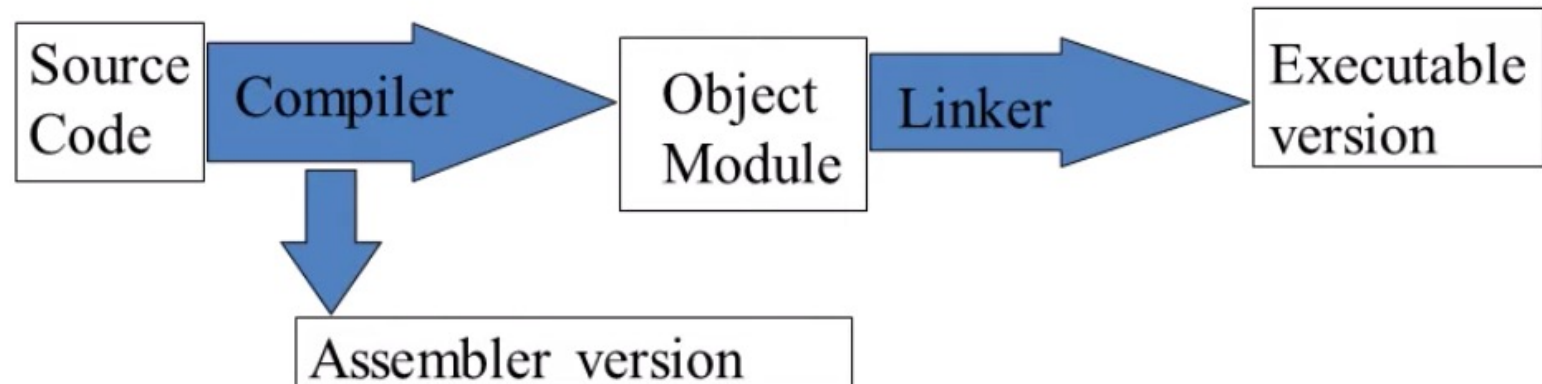 Source
Code
Compiler
Object
Module
Linker
Executable
version
Assembler version